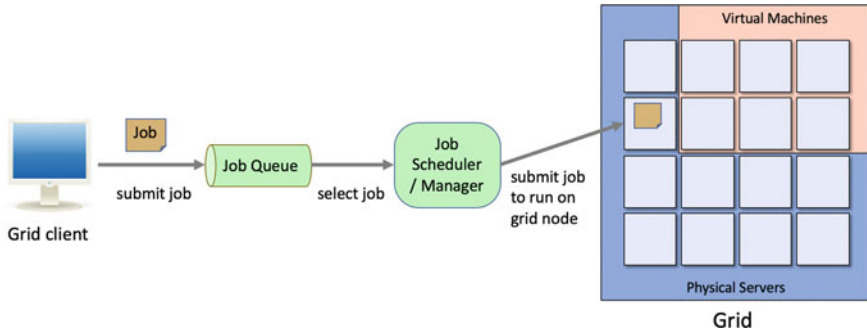 Grid client
Job
submit job
Job Queue
select job
Job
Scheduler
/ Manager
submit job
to run on
grid node
Virtual Machines
Physical Servers
Grid